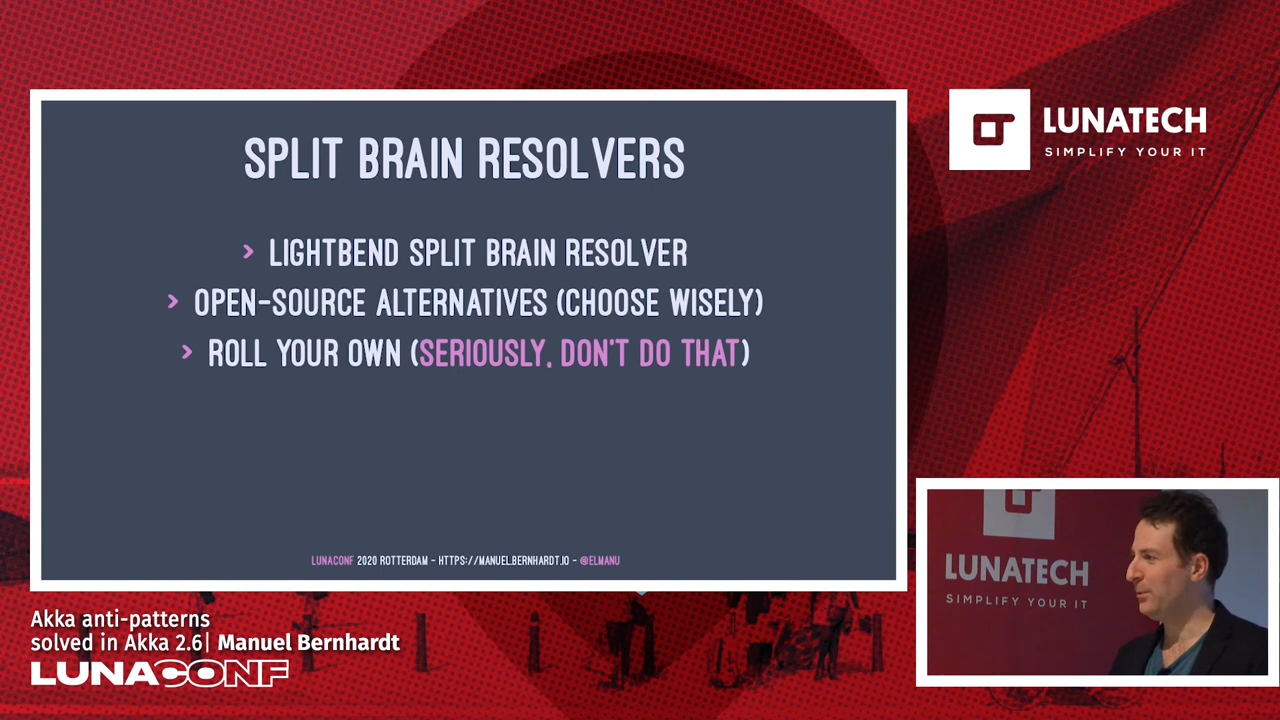 SPLIT BRAIN RESOLVERS
> LIGHTBEND SPLIT BRAIN RESOLVER
> OPEN-SOURCE ALTERNATIVES (CHOOSE WISELY)
> ROLL YOUR OWN (SERIOUSLY, DON'T DO THAT)
LUNACONF 2020 ROTTERDAM - HTTPS://MANUEL.BERNHARDT.IO - @ELMANU
LUNATECH
SIMPLIFY YOUR IT
LUNATECH
SIMPLIFY YOUR IT
Akka anti-patterns
solved in Akka 2.6| Manuel Bernhardt
LUNACONF